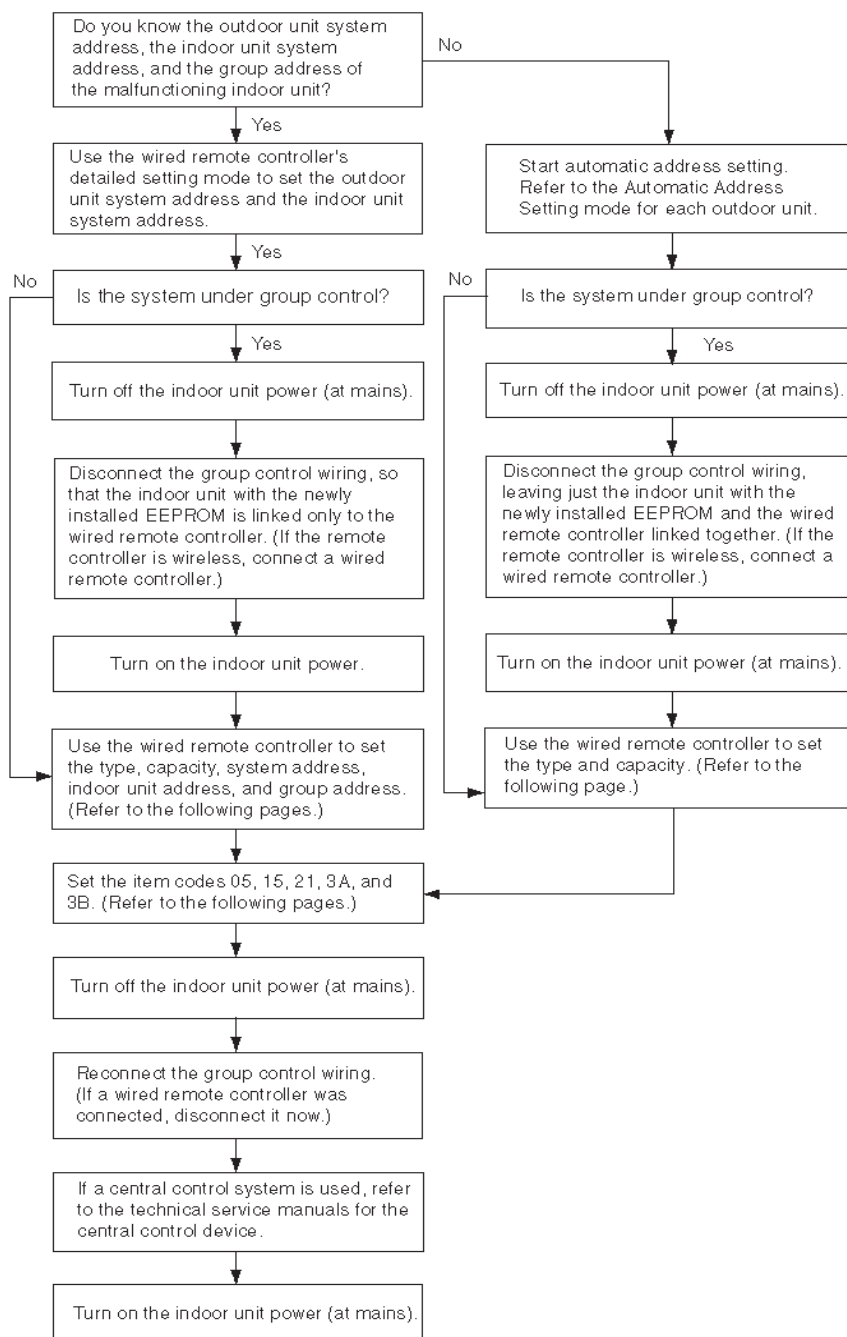 Do you know the outdoor unit system
address, the indoor unit system
address, and the group address of
the malfunctioning indoor unit?
No
Yes
Use the wired remote controller's
detailed setting mode to set the outdoor
unit system address and the indoor unit
system address.
Start automatic address setting.
Refer to the Automatic Address
Setting mode for each outdoor unit.
Yes
No
Is the system under group control?
No
Is the system under group control?
Yes
Yes
Turn off the indoor unit power (at mains).
Turn off the indoor unit power (at mains).
Disconnect the group control wiring, so
that the indoor unit with the newly
installed EEPROM is linked only to the
wired remote controller. (If the remote
controller is wireless, connect a wired
remote controller.)
Disconnect the group control wiring,
leaving just the indoor unit with the
newly installed EEPROM and the wired
remote controller linked together. (If the
remote controller is wireless, connect a
wired remote controller.)
Turn on the indoor unit power.
Turn on the indoor unit power (at mains).
Use the wired remote controller to set
the type, capacity, system address,
indoor unit address, and group address.
(Refer to the following pages.)
Use the wired remote controller to set
the type and capacity. (Refer to the
following page.)
Set the item codes 05, 15, 21, 3A, and
3B. (Refer to the following pages.)
Turn off the indoor unit power (at mains).
Reconnect the group control wiring.
(If a wired remote controller was
connected, disconnect it now.)
If a central control system is used, refer
to the technical service manuals for the
central control device.
Turn on the indoor unit power (at mains).